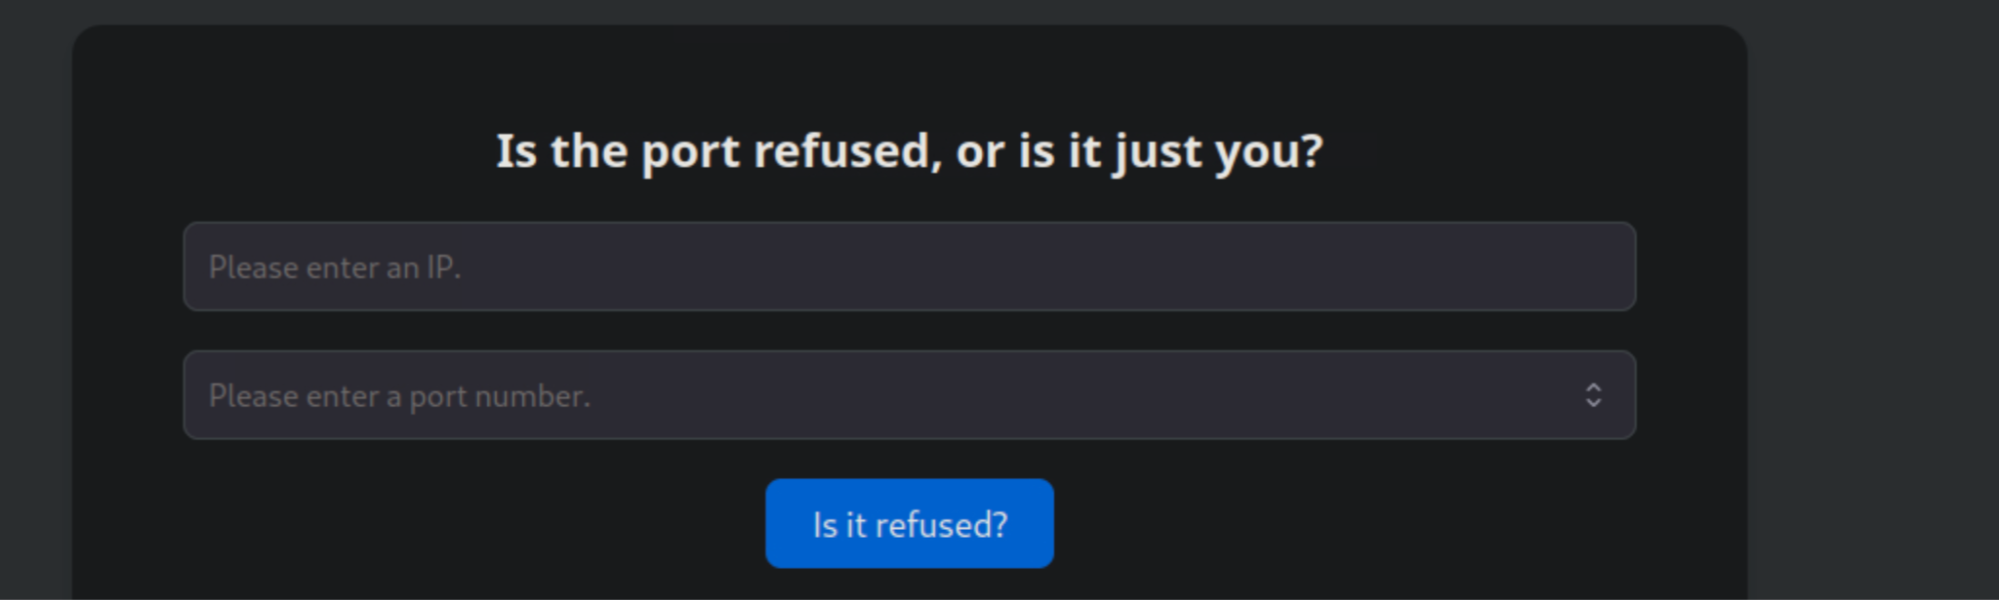 Is the port refused, or is it just you?
Please enter an IP.
Please enter a port number.
Is it refused?